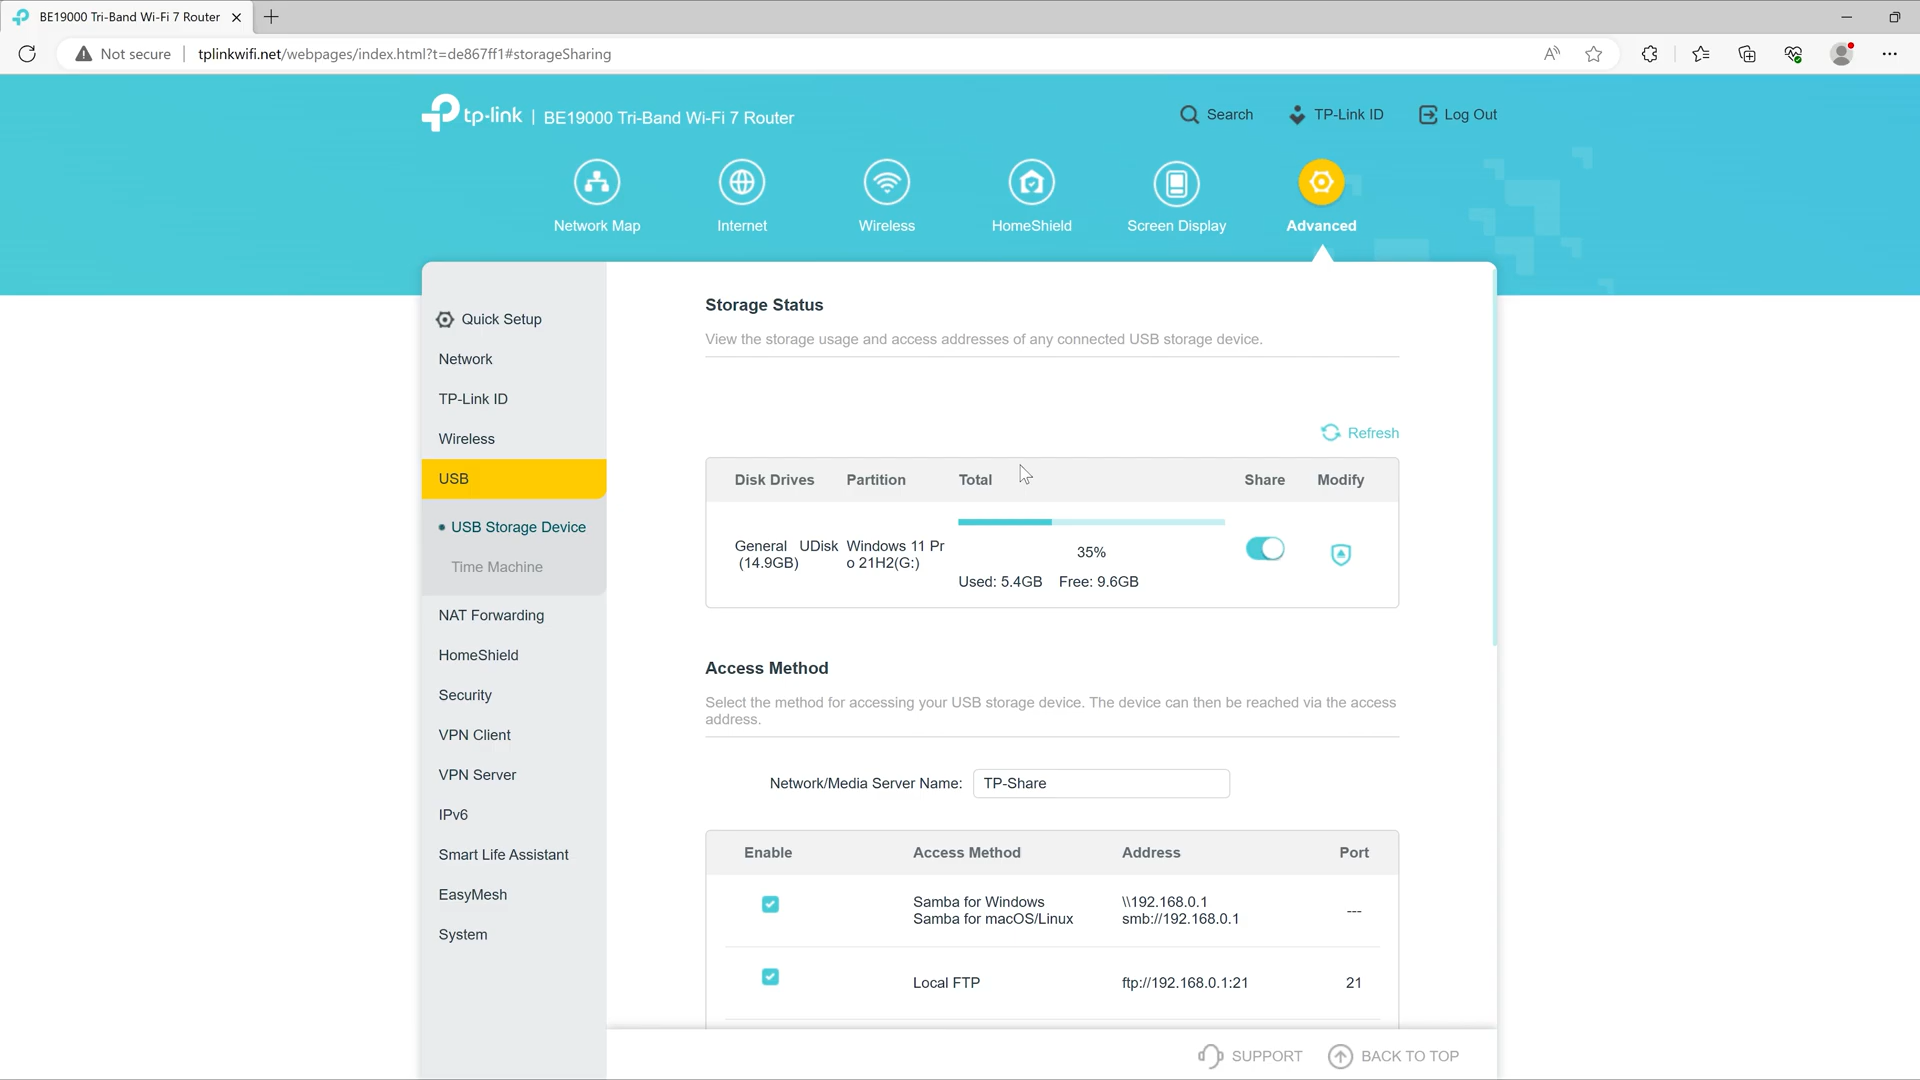 BE19000 Tri-Band Wi-Fi 7 Router
Not secure
tplinkwifi.net/webpages/index.html?t=de867ff1#storageSharing
tp-link | BE19000 Tri-Band Wi-Fi 7 Router
Search
TP-Link ID
Log Out
Network Map
Internet
Wireless
HomeShield
Screen Display
Advanced
Quick Setup
Network
TP-Link ID
Wireless
USB
USB Storage Device
Time Machine
NAT Forwarding
HomeShield
Security
VPN Client
VPN Server
IPv6
Smart Life Assistant
EasyMesh
System
Storage Status
View the storage usage and access addresses of any connected USB storage device.
Refresh
Disk Drives Partition Total Share Modify
General UDisk
(14.9GB)
Windows 11 Pr
o 21H2(G:)
35%
Used: 5.4GB Free: 9.6GB
Access Method
Select the method for accessing your USB storage device. The device can then be reached via the access
address.
Network/Media Server Name: TP-Share
Enable Access Method Address Port
Samba for Windows \\192.168.0.1
Samba for macOS/Linux smb://192.168.0.1
---
Local FTP ftp://192.168.0.1:21 21
SUPPORT
BACK TO TOP